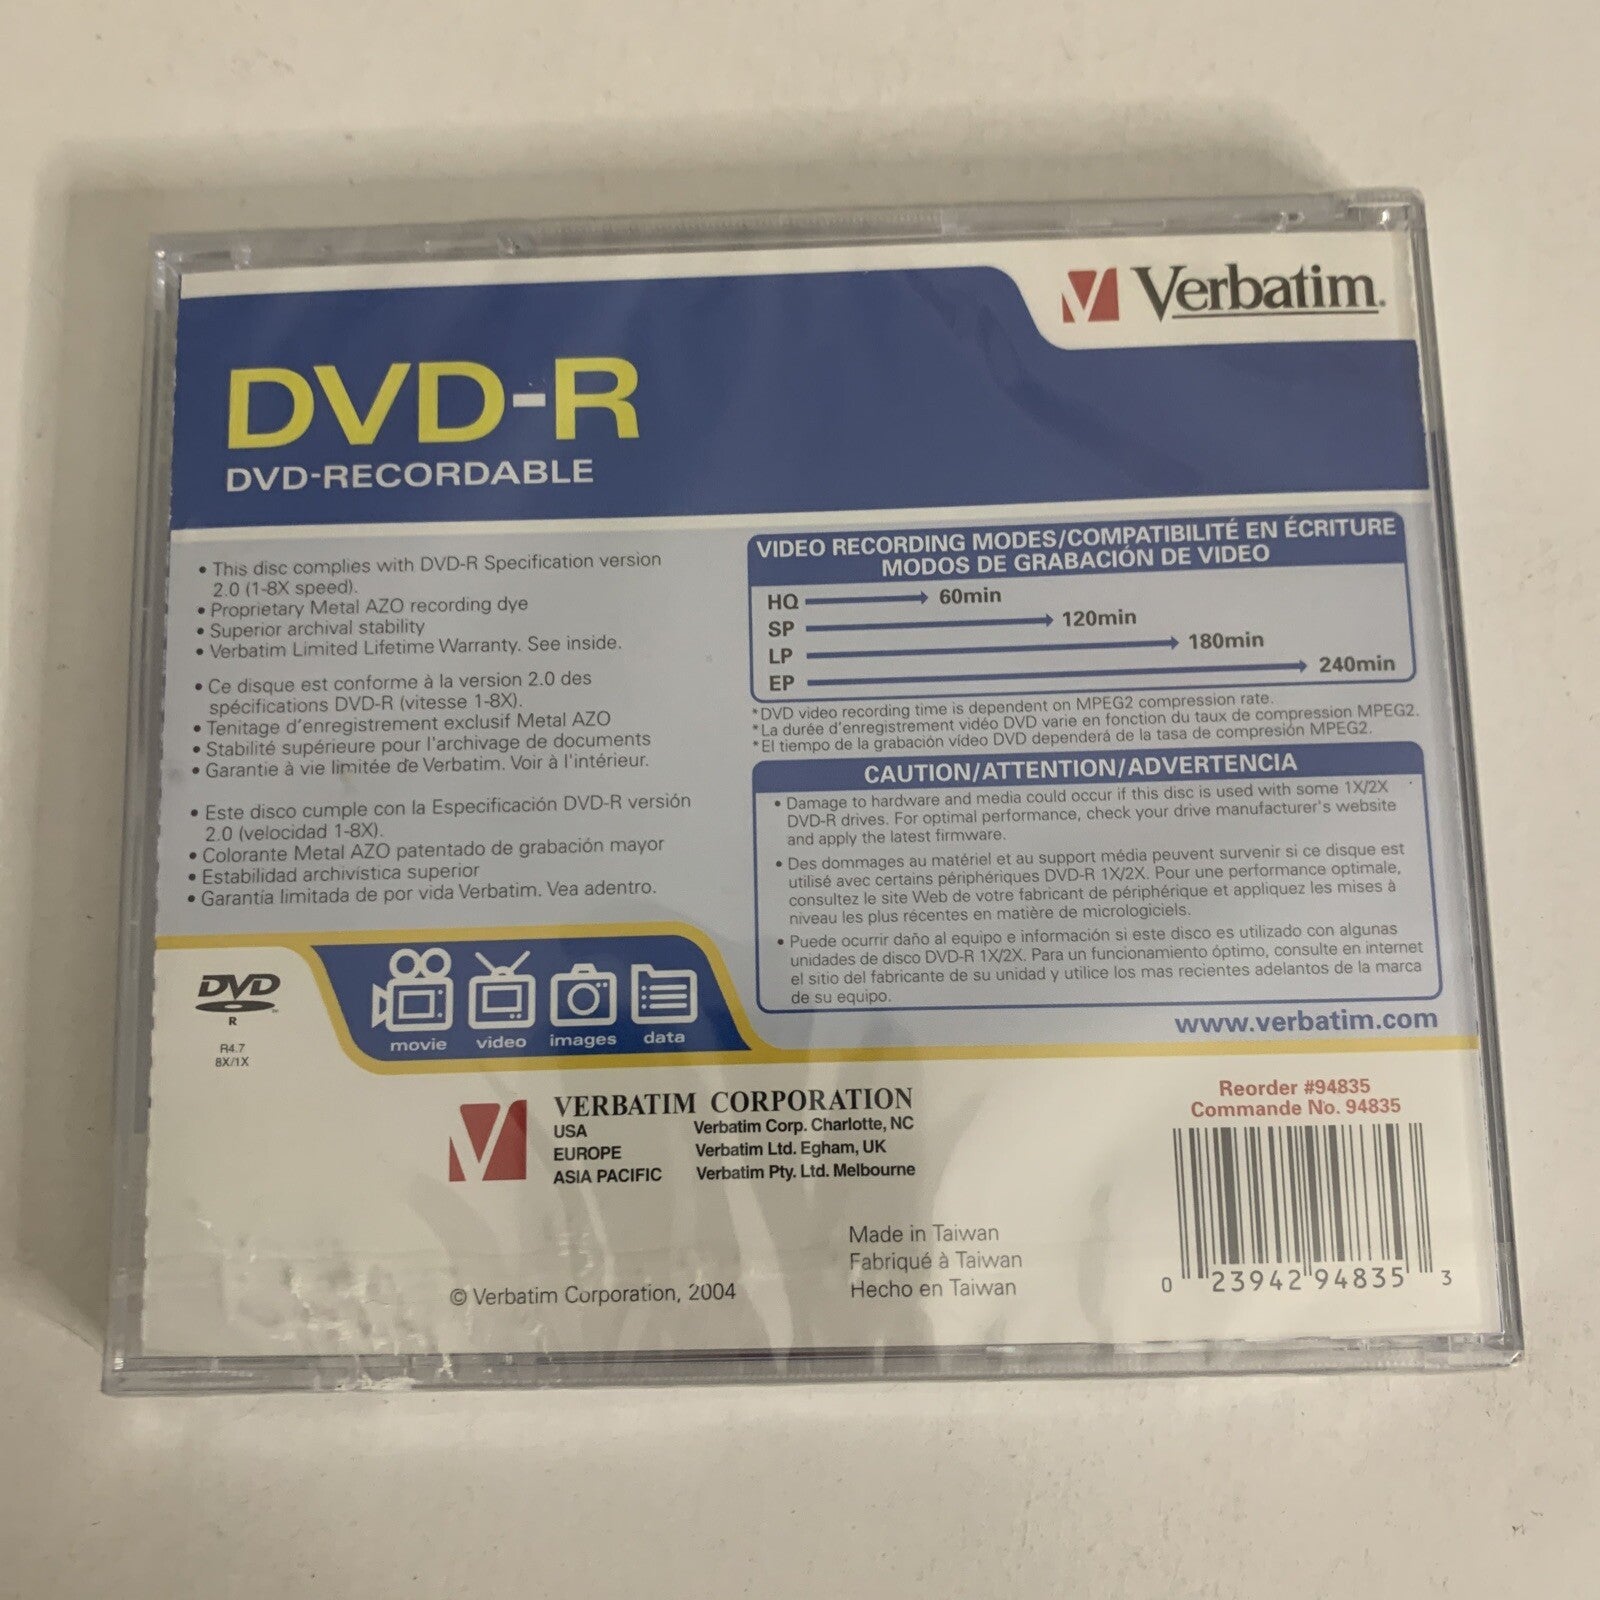 Verbatim.
DVD-R
DVD-RECORDABLE
• This disc complies with DVD-R Specification version
2.0 (1-8X speed).
• Proprietary Metal AZO recording dye
• Superior archival stability
• Verbatim Limited Lifetime Warranty. See inside.
• Ce disque est conforme à la version 2.0 des
spécifications DVD-R (vitesse 1-8X).
• Tenitage d'enregistrement exclusif Metal AZO
• Stabilité supérieure pour l'archivage de documents
• Garantie à vie limitée de Verbatim. Voir à l'intérieur.
• Este disco cumple con la Especificación DVD-R versión
2.0 (velocidad 1-8X).
• Colorante Metal AZO patentado de grabación mayor
• Estabilidad archivística superior
• Garantía limitada de por vida Verbatim. Vea adentro.
VIDEO RECORDING MODES/COMPATIBILITÉ EN ÉCRITURE
MODOS DE GRABACIÓN DE VIDEO
HQ 60min
SP 120min
LP 180min
EP 240min
*DVD video recording time is dependent on MPEG2 compression rate.
*La durée d'enregistrement vidéo DVD varie en fonction du taux de compression MPEG2.
*El tiempo de la grabación vídeo DVD dependerá de la tasa de compresión MPEG2.
CAUTION/ATTENTION/ADVERTENCIA
• Damage to hardware and media could occur if this disc is used with some 1X/2X
DVD-R drives. For optimal performance, check your drive manufacturer's website
and apply the latest firmware.
• Des dommages au matériel et au support média peuvent survenir si ce disque est
utilisé avec certains périphériques DVD-R 1X/2X. Pour une performance optimale,
consultez le site Web de votre fabricant de périphérique et appliquez les mises à
niveau les plus récentes en matière de micrologiciels.
• Puede ocurrir daño al equipo e información si este disco es utilizado con algunas
unidades de disco DVD-R 1X/2X. Para un funcionamiento óptimo, consulte en internet
el sitio del fabricante de su unidad y utilice los mas recientes adelantos de la marca
de su equipo.
www.verbatim.com
DVD
R
R4.7
8X/1X
movie video images data
VERBATIM CORPORATION
USA Verbatim Corp. Charlotte, NC
EUROPE Verbatim Ltd. Egham, UK
ASIA PACIFIC Verbatim Pty. Ltd. Melbourne
Reorder #94835
Commande No. 94835
0 23942 94835 3
Made in Taiwan
Fabriqué à Taiwan
Hecho en Taiwan
© Verbatim Corporation, 2004